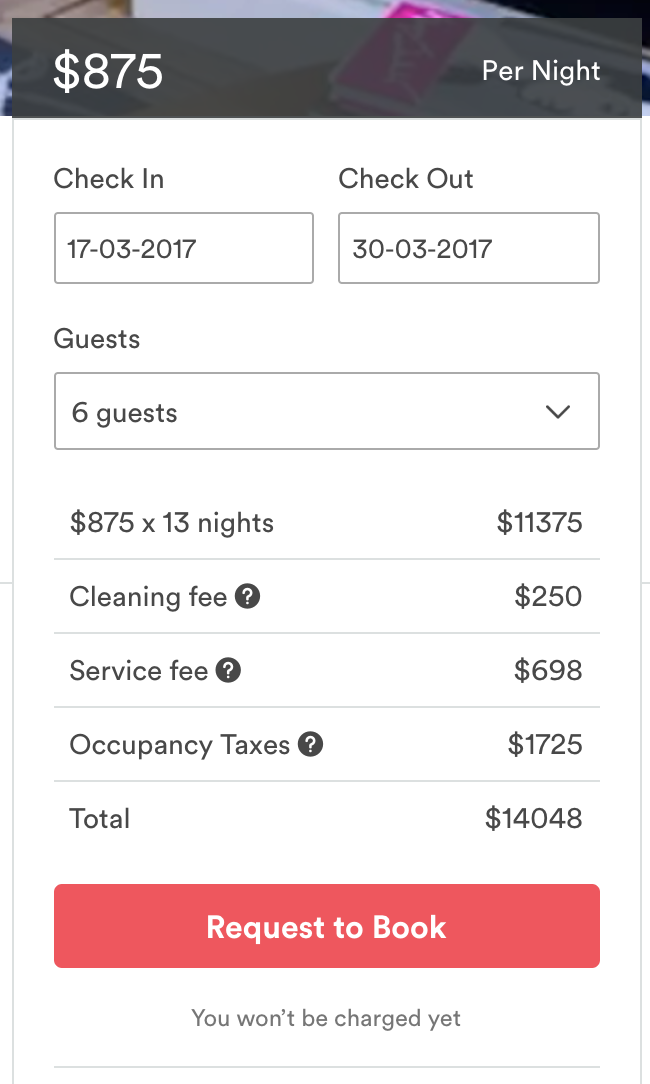 $875 Per Night
Check In Check Out
17-03-2017 30-03-2017
Guests
6 guests
$875 x 13 nights $11375
Cleaning fee ? $250
Service fee ? $698
Occupancy Taxes ? $1725
Total $14048
Request to Book
You won't be charged yet